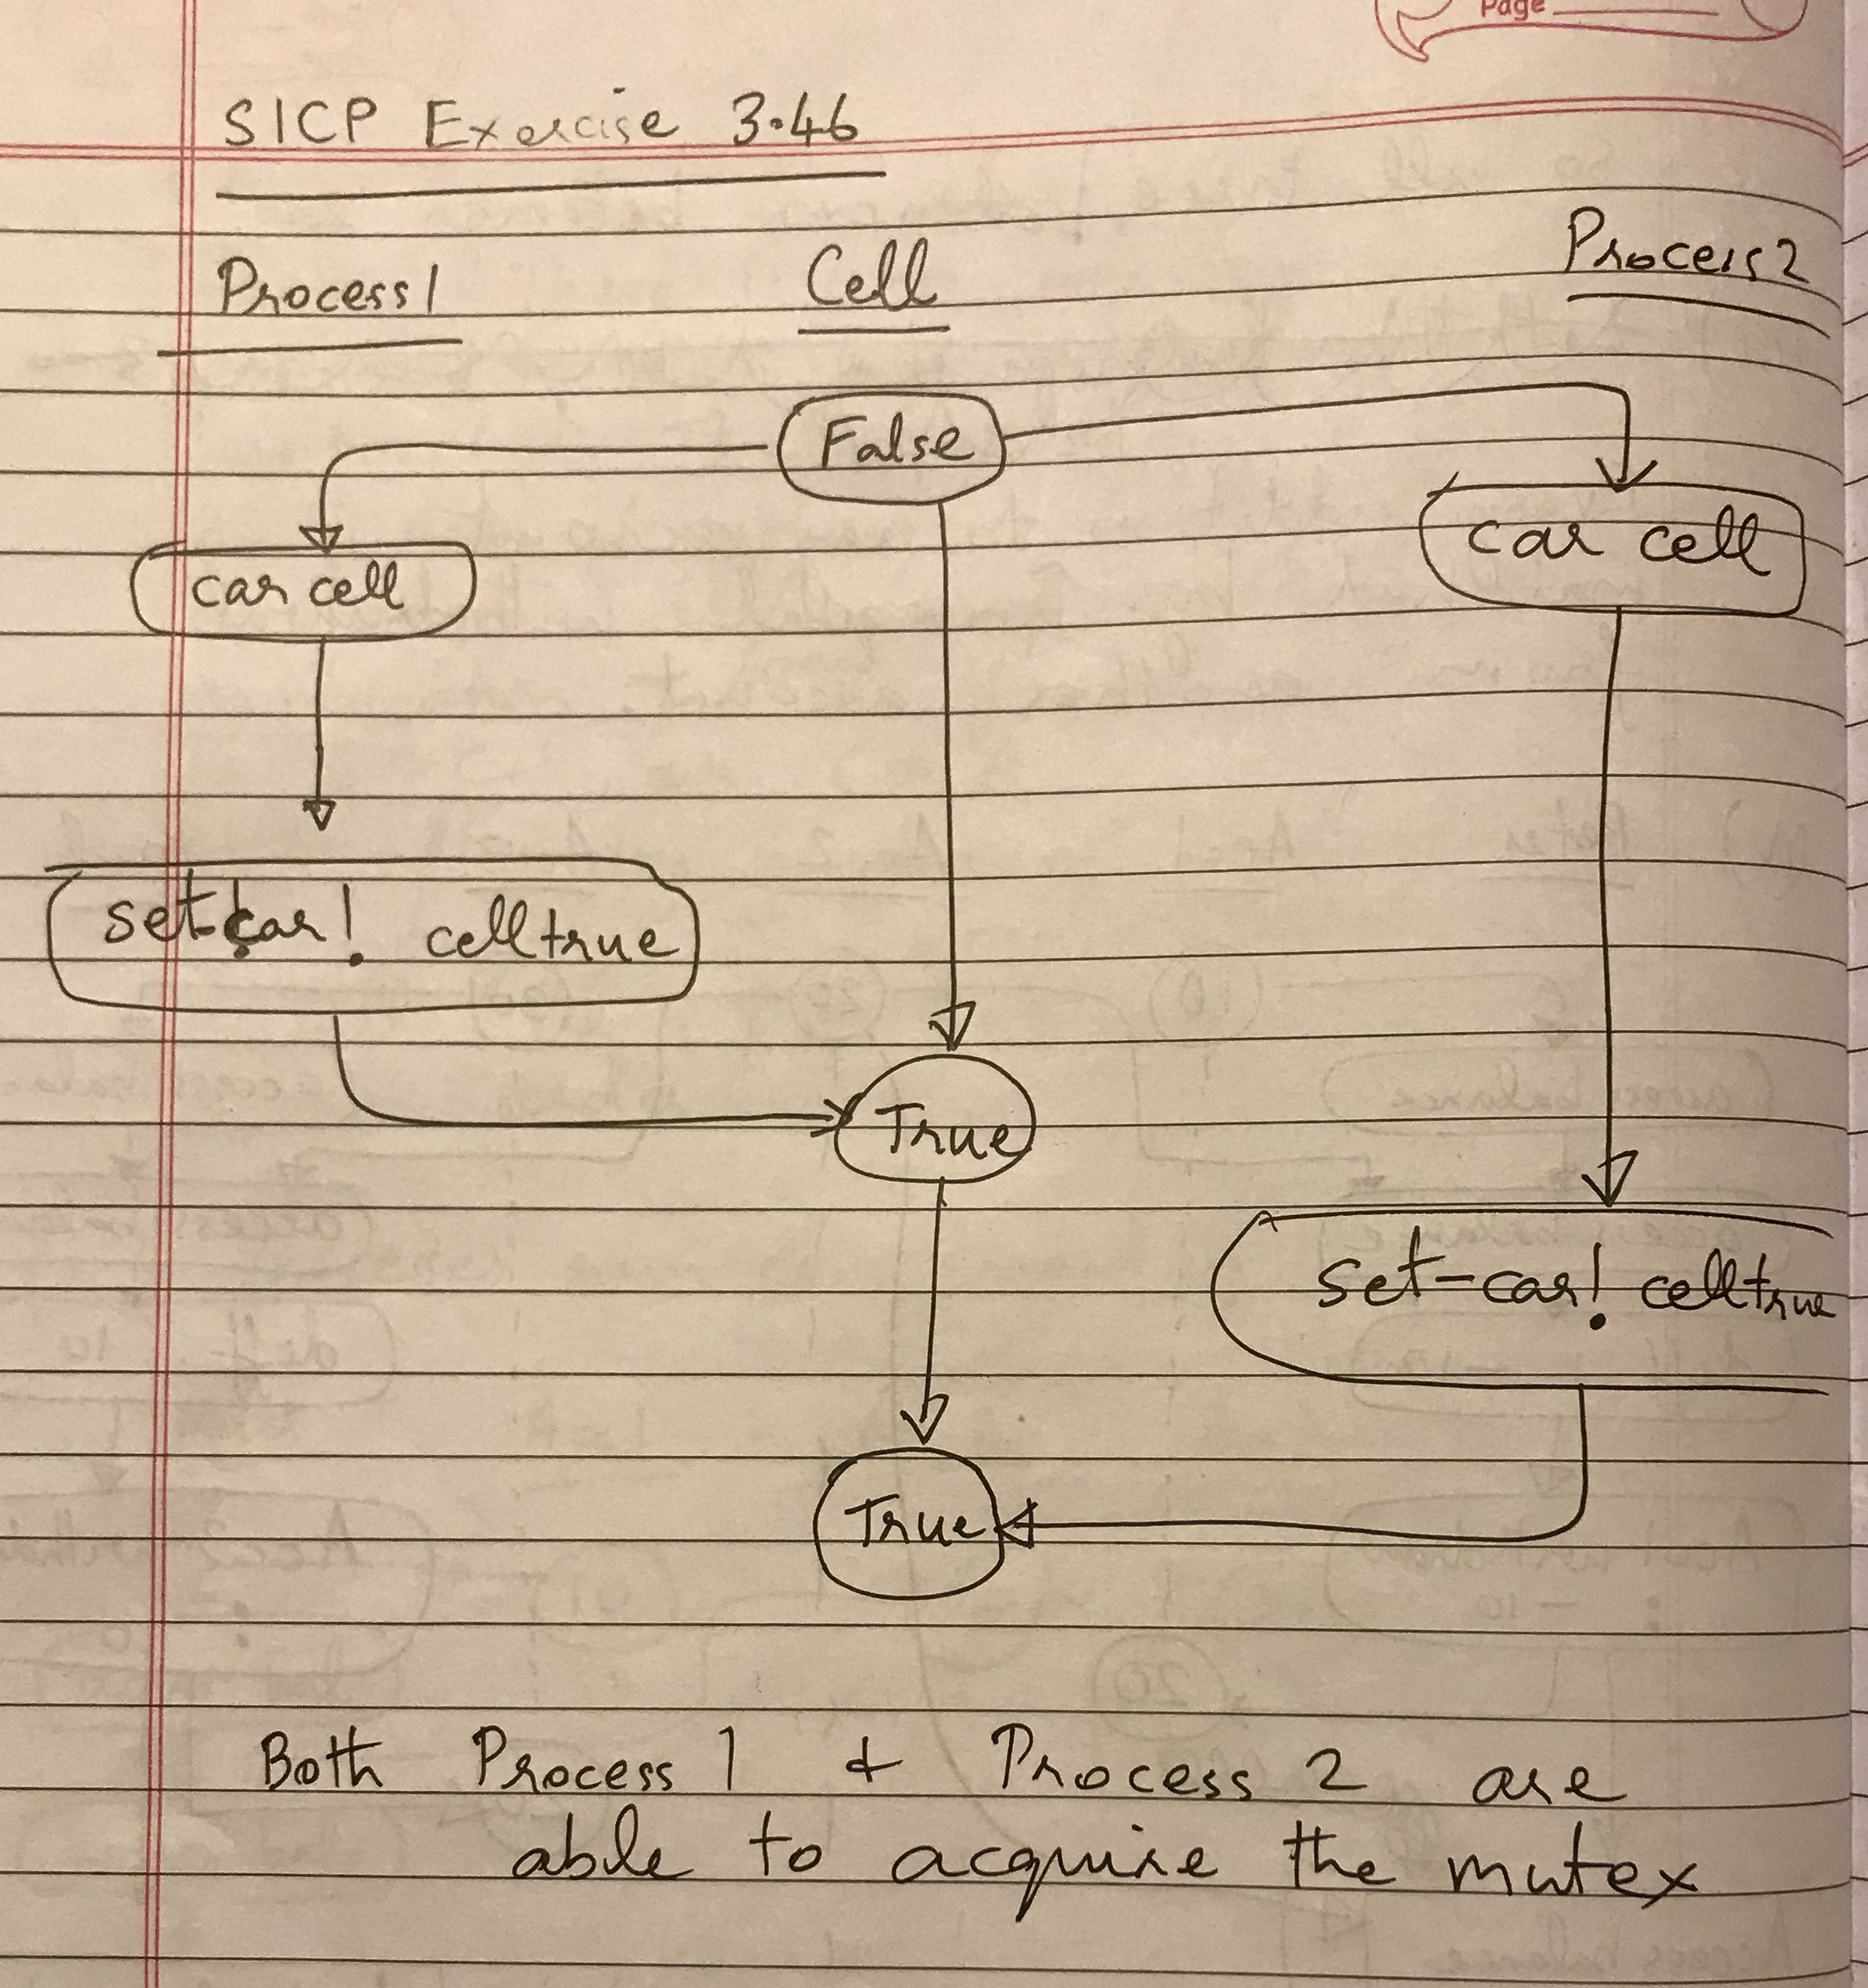 Page
SICP Exercise 3.46
Process 1 Cell Process 2
False
car cell car cell
set-car! cell true
True
set-car! cell true
True
Both Process 1 & Process 2 are
able to acquire the mutex